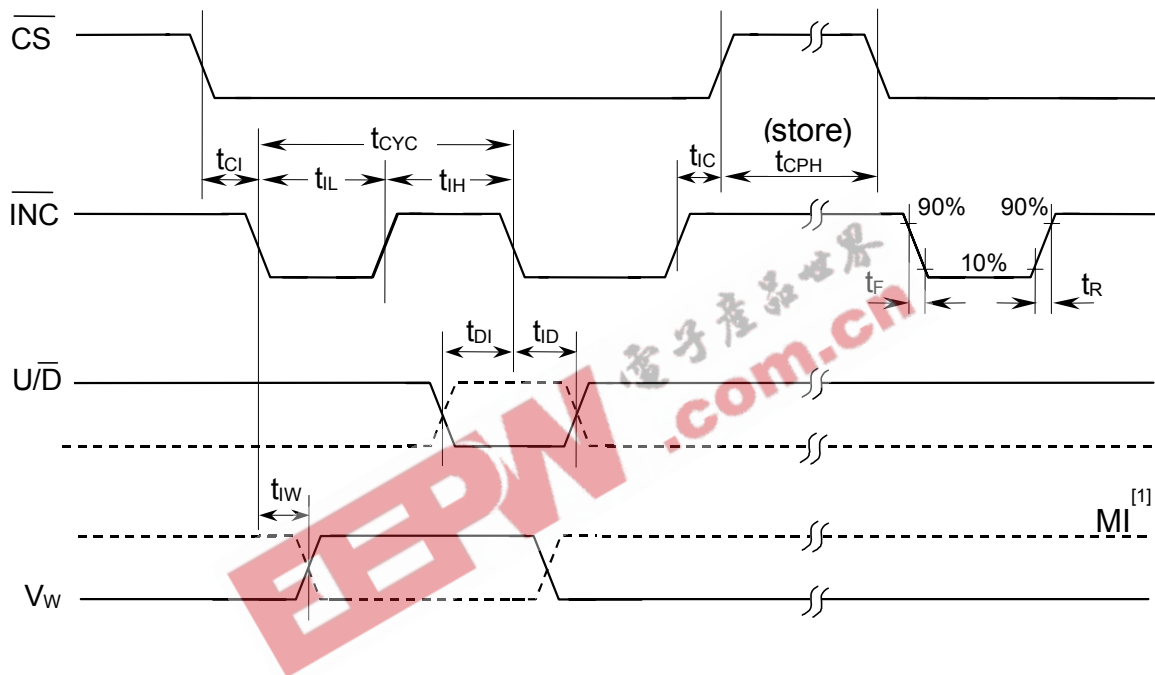 CS
(store)
tCYC
tCI
tIL
tIH
tIC
tCPH
INC
90%
90%
10%
tF
tR
tDI
tID
U/D
電子產品世界
.com.cn
EEPW
tIW
MI[1]
VW